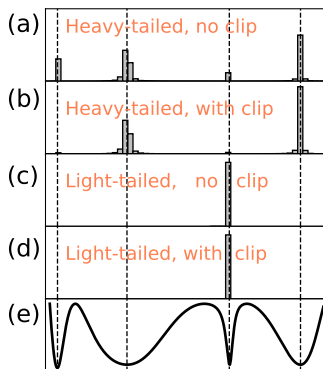 (a) Heavy-tailed, no clip
(b) Heavy-tailed, with clip
(c) Light-tailed, no clip
(d) Light-tailed, with clip
(e)